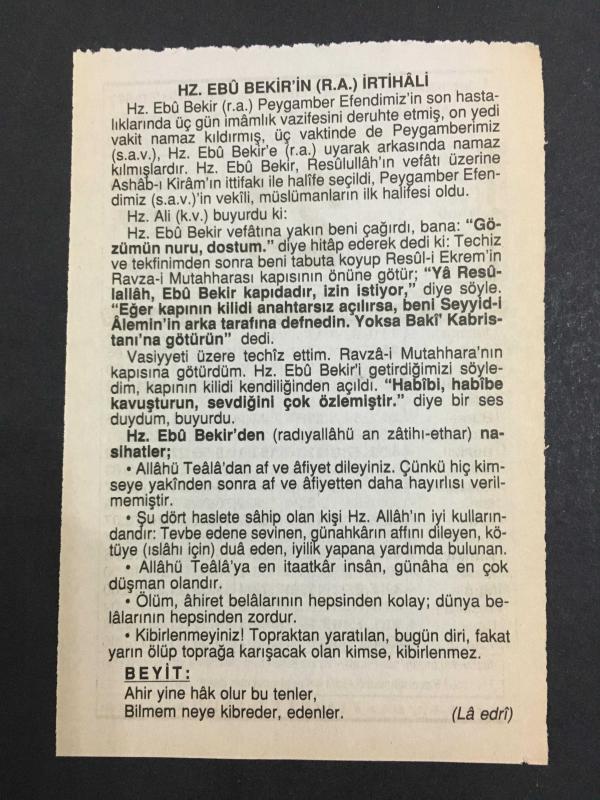 HZ. EBÛ BEKİR'İN (R.A.) İRTİHÂLİ
Hz. Ebû Bekir (r.a.) Peygamber Efendimiz'in son hasta-
lıklarında üç gün imâmlık vazifesini deruhte etmiş, on yedi
vakit namaz kıldırmış, üç vaktinde de Peygamberimiz
(s.a.v.), Hz. Ebû Bekir'e (r.a.) uyarak arkasında namaz
kılmışlardır. Hz. Ebû Bekir, Resûlullâh'ın vefâtı üzerine
Ashâb-ı Kirâm'ın ittifakı ile halîfe seçildi, Peygamber Efen-
dimiz (s.a.v.)'in vekîli, müslümanların ilk halifesi oldu.
Hz. Ali (k.v.) buyurdu ki:
Hz. Ebû Bekir vefâtına yakın beni çağırdı, bana: "Gö-
zümün nuru, dostum." diye hitâp ederek dedi ki: Techiz
ve tekfinimden sonra beni tabuta koyup Resûl-i Ekrem'in
Ravza-i Mutahharası kapısının önüne götür; "Yâ Resû-
lallâh, Ebû Bekir kapıdadır, izin istiyor," diye söyle.
"Eğer kapının kilidi anahtarsız açılırsa, beni Seyyid-i
Âlemin'in arka tarafına defnedin. Yoksa Bakî' Kabris-
tanı'na götürün" dedi.
Vasiyyeti üzere techîz ettim. Ravzâ-i Mutahhara'nın
kapısına götürdüm. Hz. Ebû Bekir'i getirdiğimizi söyle-
dim, kapının kilidi kendiliğinden açıldı. "Habîbi, habîbe
kavuşturun, sevdiğini çok özlemiştir." diye bir ses
duydum, buyurdu.
Hz. Ebû Bekir'den (radıyallâhü an zâtihı-ethar) na-
sihatler;
• Allâhü Teâlâ'dan af ve âfiyet dileyiniz. Çünkü hiç kim-
seye yakînden sonra af ve âfiyetten daha hayırlısı veril-
memiştir.
• Şu dört haslete sâhip olan kişi Hz. Allâh'ın iyi kulların-
dandır: Tevbe edene sevinen, günahkârın affını dileyen, kö-
tüye (ıslâhı için) duâ eden, iyilik yapana yardımda bulunan.
• Allâhü Teâlâ'ya en itaatkâr insân, günâha en çok
düşman olandır.
• Ölüm, âhiret belâlarının hepsinden kolay; dünya be-
lâlarının hepsinden zordur.
• Kibirlenmeyiniz! Topraktan yaratılan, bugün diri, fakat
yarın ölüp toprağa karışacak olan kimse, kibirlenmez.
BEYİT:
Ahir yine hâk olur bu tenler,
Bilmem neye kibreder, edenler. (Lâ edrî)